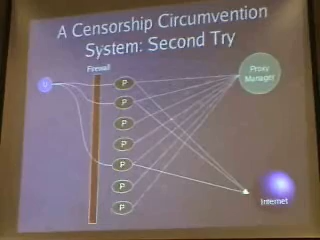 A Censorship Circumvention
System: Second Try
Firewall
U
P
P
P
P
P
P
P
Proxy
Manager
Internet